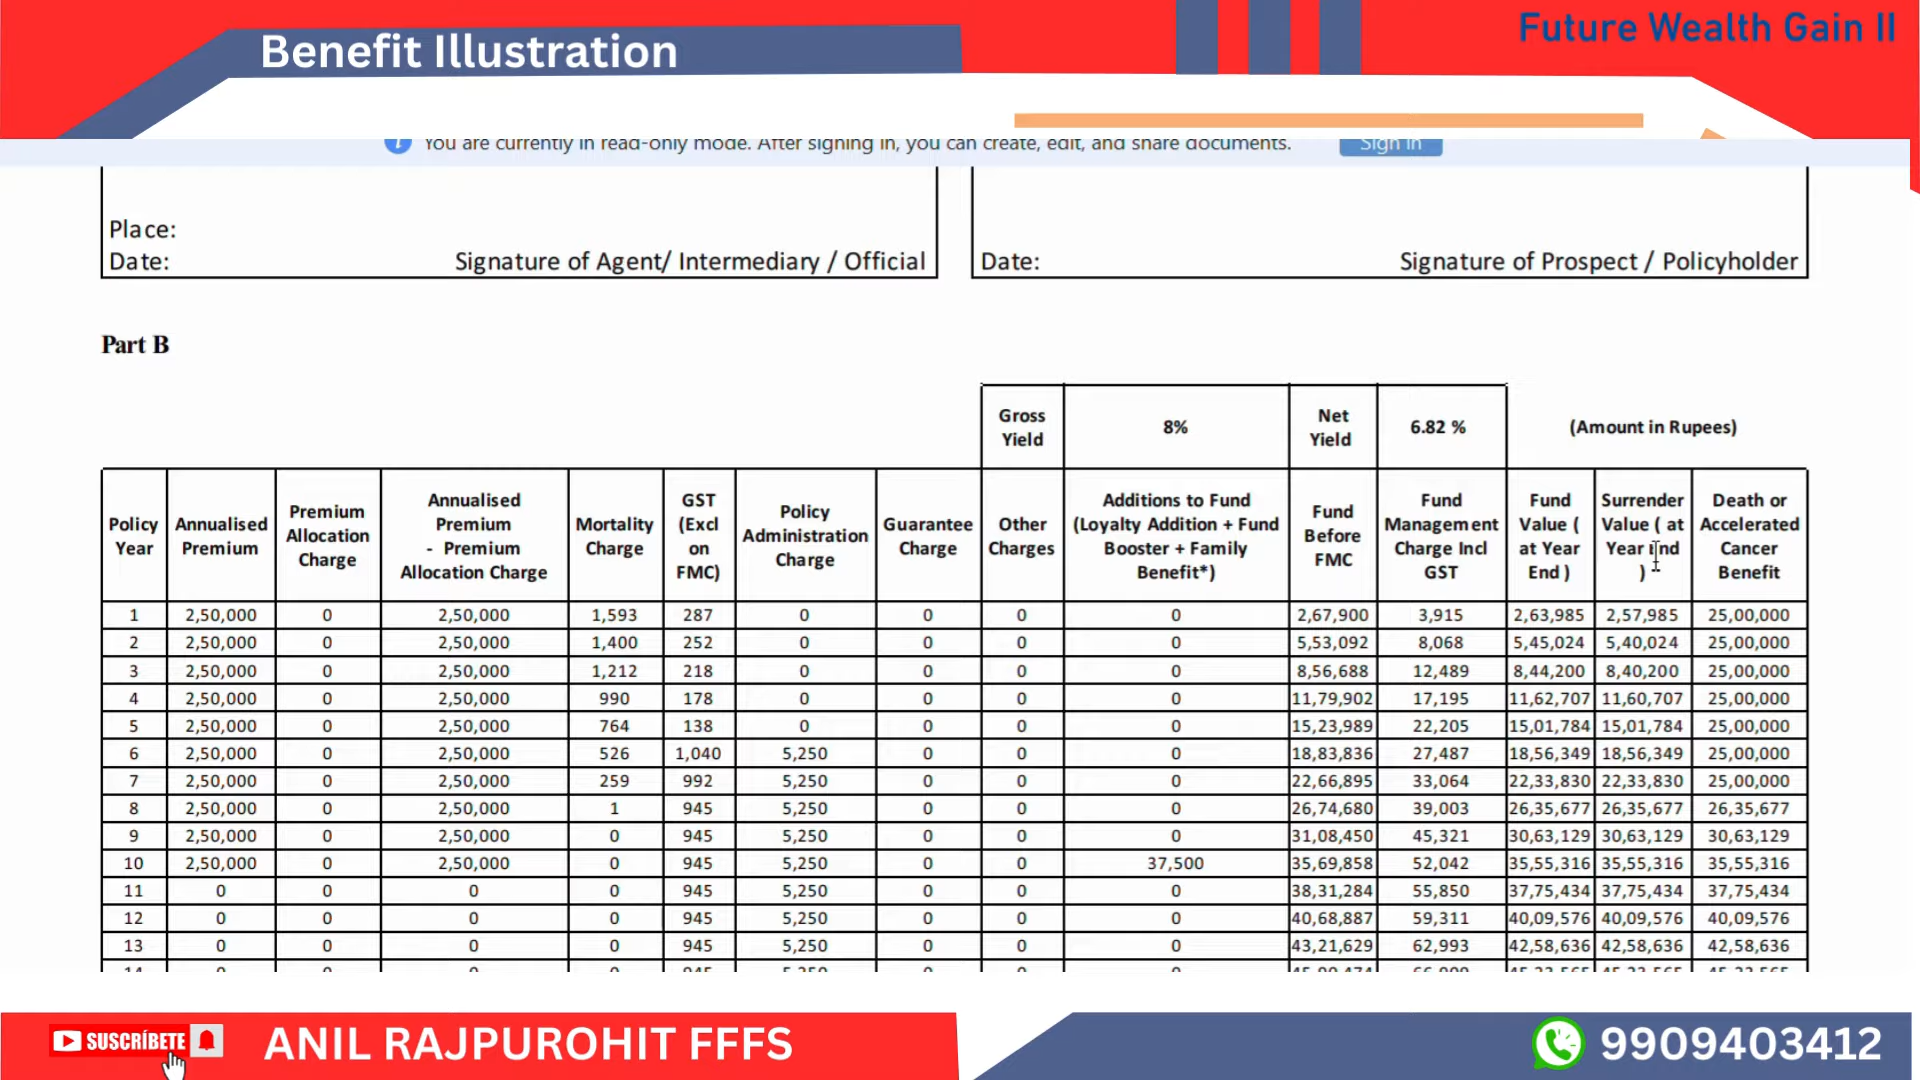 Benefit Illustration
Future Wealth Gain II
You are currently in read-only mode. After signing in, you can create, edit, and share documents. Sign in
Place:
Date: Signature of Agent/ Intermediary / Official
Date: Signature of Prospect / Policyholder
Part B
Gross Yield 8% Net Yield 6.82 % (Amount in Rupees)
Policy Year Annualised Premium Premium Allocation Charge Annualised Premium - Premium Allocation Charge Mortality Charge GST (Excl on FMC) Policy Administration Charge Guarantee Charge Other Charges Additions to Fund (Loyalty Addition + Fund Booster + Family Benefit*) Fund Before FMC Fund Management Charge Incl GST Fund Value ( at Year End ) Surrender Value ( at Year End ) Death or Accelerated Cancer Benefit
1 2,50,000 0 2,50,000 1,593 287 0 0 0 0 2,67,900 3,915 2,63,985 2,57,985 25,00,000
2 2,50,000 0 2,50,000 1,400 252 0 0 0 0 5,53,092 8,068 5,45,024 5,40,024 25,00,000
3 2,50,000 0 2,50,000 1,212 218 0 0 0 0 8,56,688 12,489 8,44,200 8,40,200 25,00,000
4 2,50,000 0 2,50,000 990 178 0 0 0 0 11,79,902 17,195 11,62,707 11,60,707 25,00,000
5 2,50,000 0 2,50,000 764 138 0 0 0 0 15,23,989 22,205 15,01,784 15,01,784 25,00,000
6 2,50,000 0 2,50,000 526 1,040 5,250 0 0 0 18,83,836 27,487 18,56,349 18,56,349 25,00,000
7 2,50,000 0 2,50,000 259 992 5,250 0 0 0 22,66,895 33,064 22,33,830 22,33,830 25,00,000
8 2,50,000 0 2,50,000 1 945 5,250 0 0 0 26,74,680 39,003 26,35,677 26,35,677 26,35,677
9 2,50,000 0 2,50,000 0 945 5,250 0 0 0 31,08,450 45,321 30,63,129 30,63,129 30,63,129
10 2,50,000 0 2,50,000 0 945 5,250 0 0 37,500 35,69,858 52,042 35,55,316 35,55,316 35,55,316
11 0 0 0 0 945 5,250 0 0 0 38,31,284 55,850 37,75,434 37,75,434 37,75,434
12 0 0 0 0 945 5,250 0 0 0 40,68,887 59,311 40,09,576 40,09,576 40,09,576
13 0 0 0 0 945 5,250 0 0 0 43,21,629 62,993 42,58,636 42,58,636 42,58,636
SUSCRÍBETE
ANIL RAJPUROHIT FFFS
9909403412